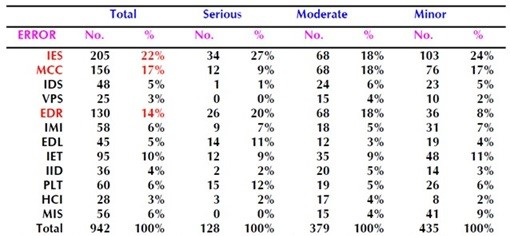 Total Serious Moderate Minor
ERROR No. % No. % No. % No. %
IES 205 22% 34 27% 68 18% 103 24%
MCC 156 17% 12 9% 68 18% 76 17%
IDS 48 5% 1 1% 24 6% 23 5%
VPS 25 3% 0 0% 15 4% 10 2%
EDR 130 14% 26 20% 68 18% 36 8%
IMI 58 6% 9 7% 18 5% 31 7%
EDL 45 5% 14 11% 12 3% 19 4%
IET 95 10% 12 9% 35 9% 48 11%
IID 36 4% 2 2% 20 5% 14 3%
PLT 60 6% 15 12% 19 5% 26 6%
HCI 28 3% 3 2% 17 4% 8 2%
MIS 56 6% 0 0% 15 4% 41 9%
Total 942 100% 128 100% 379 100% 435 100%